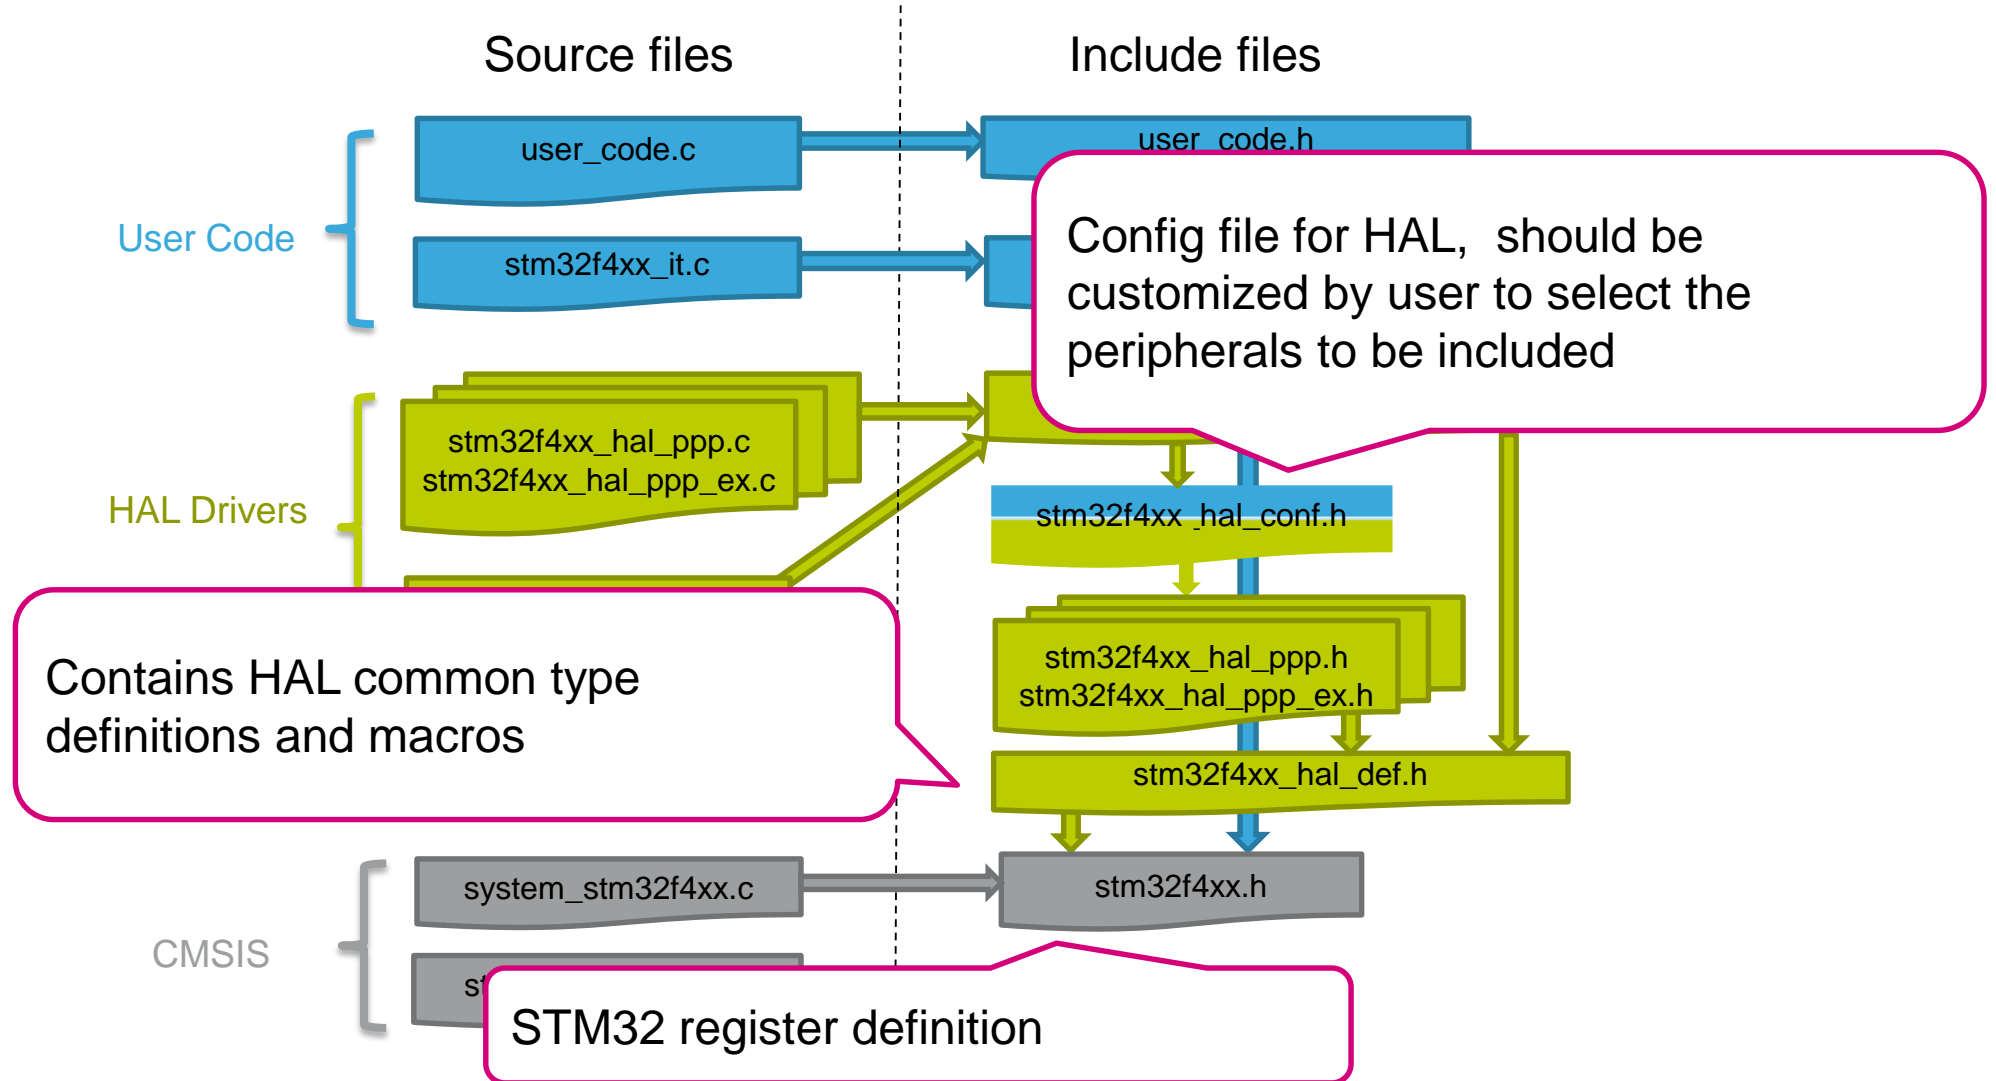 Source files
Include files
user_code.c
user_code.h
User Code
stm32f4xx_it.c
Config file for HAL, should be
customized by user to select the
peripherals to be included
stm32f4xx_hal_ppp.c
stm32f4xx_hal_ppp_ex.c
HAL Drivers
stm32f4xx_hal_conf.h
Contains HAL common type
definitions and macros
stm32f4xx_hal_ppp.h
stm32f4xx_hal_ppp_ex.h
stm32f4xx_hal_def.h
system_stm32f4xx.c
stm32f4xx.h
CMSIS
STM32 register definition